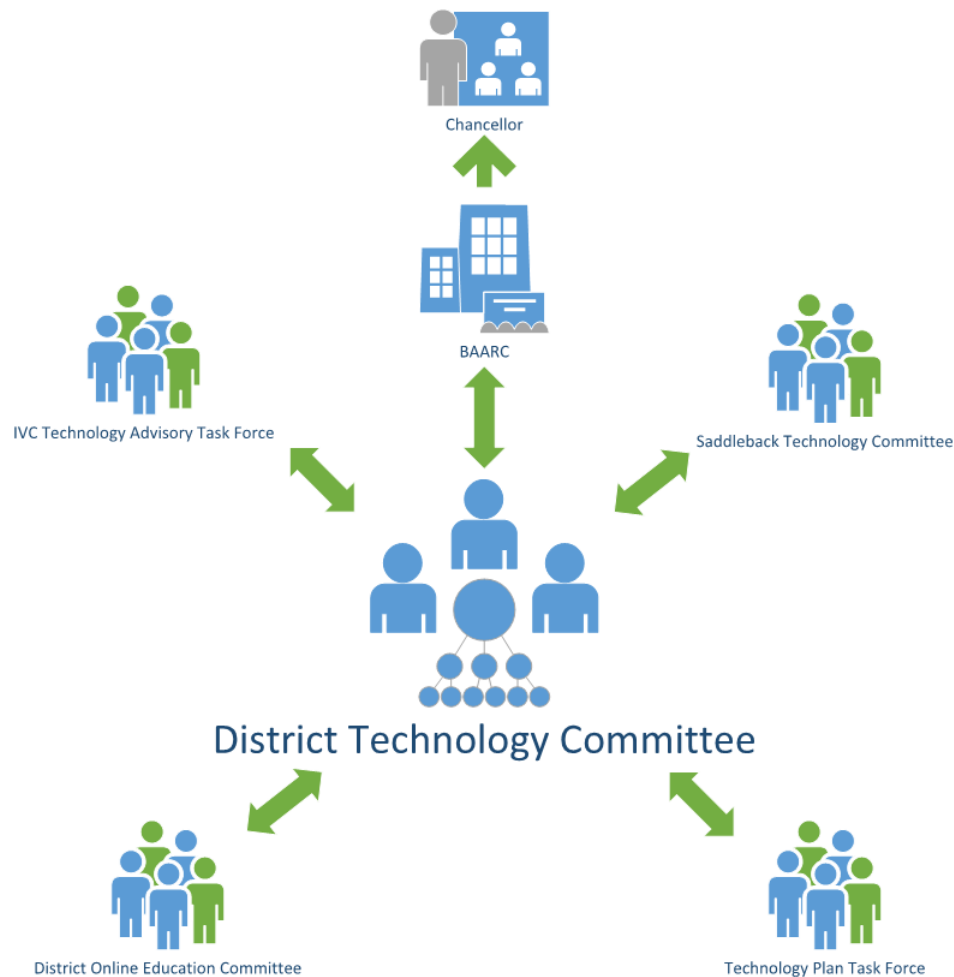 Chancellor
BAARC
IVC Technology Advisory Task Force
Saddleback Technology Committee
District Technology Committee
District Online Education Committee
Technology Plan Task Force